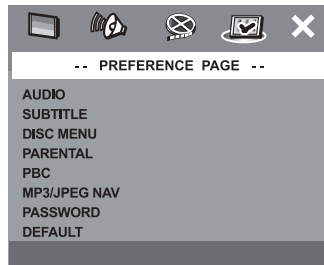 -- PREFERENCE PAGE --
AUDIO
SUBTITLE
DISC MENU
PARENTAL
PBC
MP3/JPEG NAV
PASSWORD
DEFAULT